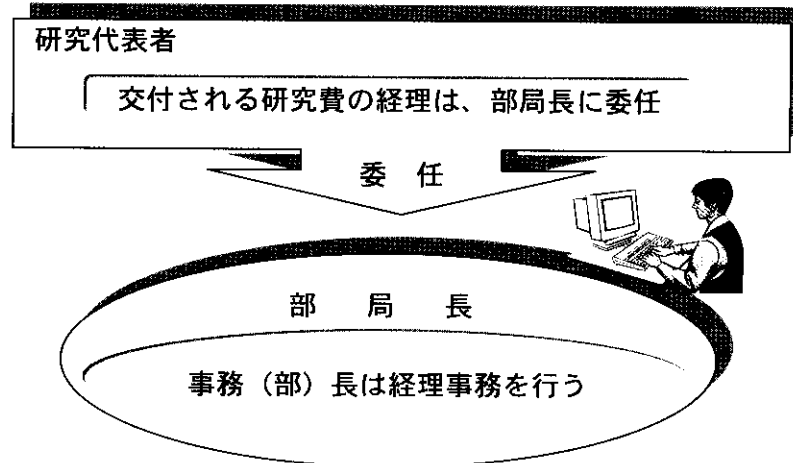 研究代表者
交付される研究費の経理は、部局長に委任
委 任
部 局 長
事務（部）長は経理事務を行う